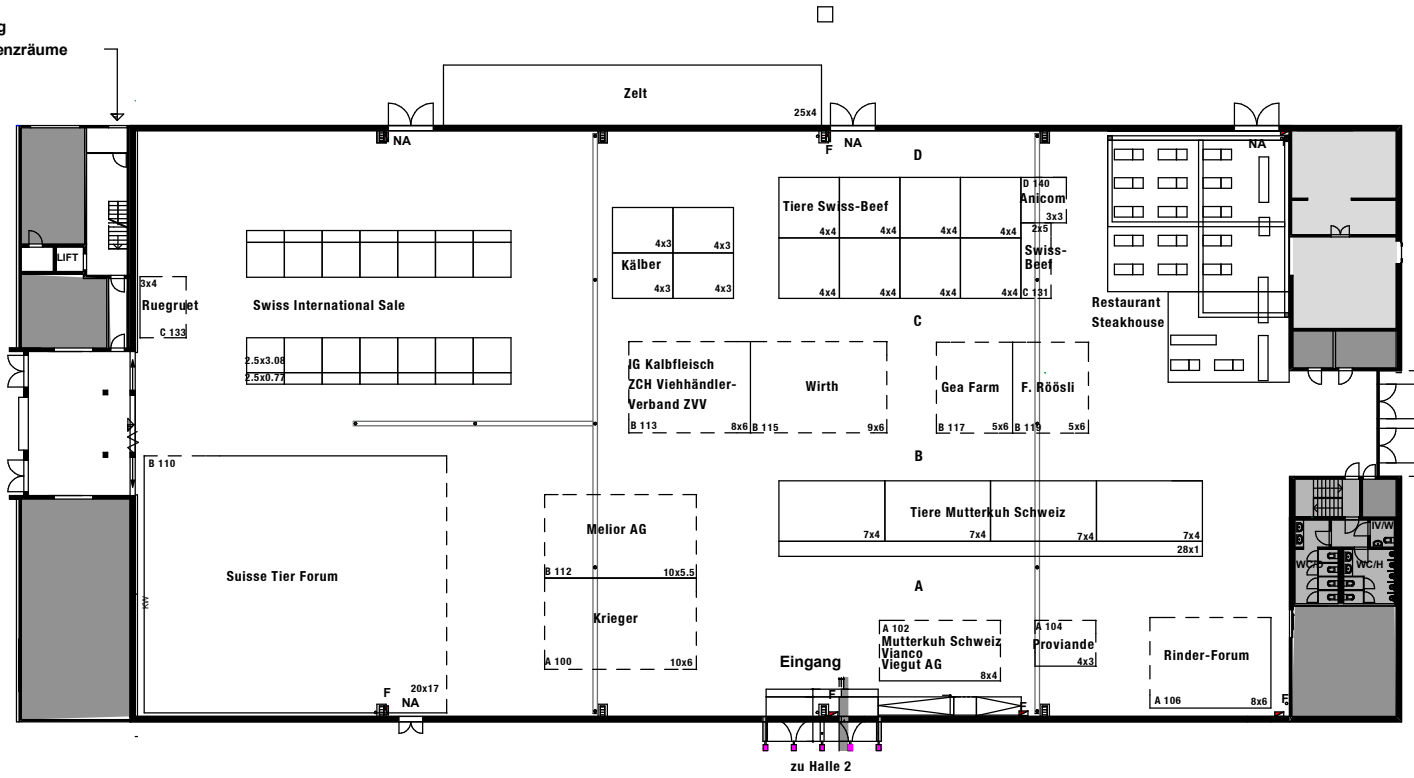 g
enzräume
Zelt
25x4
NA
F
NA
NA
D
LIFT
3x4
Ruegruet
C 133
Swiss International Sale
2.5x3.08
2.5x0.77
4x3
4x3
Kälber
4x3
4x3
Tiere Swiss-Beef
4x4
4x4
4x4
4x4
4x4
4x4
4x4
4x4
D 140
Anicom
3x3
2x5
Swiss-
Beef
C 131
Restaurant
Steakhouse
C
IG Kalbfleisch
ZCH Viehhändler-
Verband ZVV
B 113
8x6
Wirth
B 115
9x6
Gea Farm
B 117
5x6
F. Röösli
B 119
5x6
B
B 110
Suisse Tier Forum
KW
20x17
Melior AG
B 112
10x5.5
Krieger
A 100
10x6
Tiere Mutterkuh Schweiz
7x4
7x4
7x4
7x4
28x1
A
IV/W
WC/D
WC/H
A 102
Mutterkuh Schweiz
Vianco
Viegut AG
8x4
A 104
Proviande
4x3
Rinder-Forum
A 106
8x6
Eingang
F
NA
F
F
F
zu Halle 2